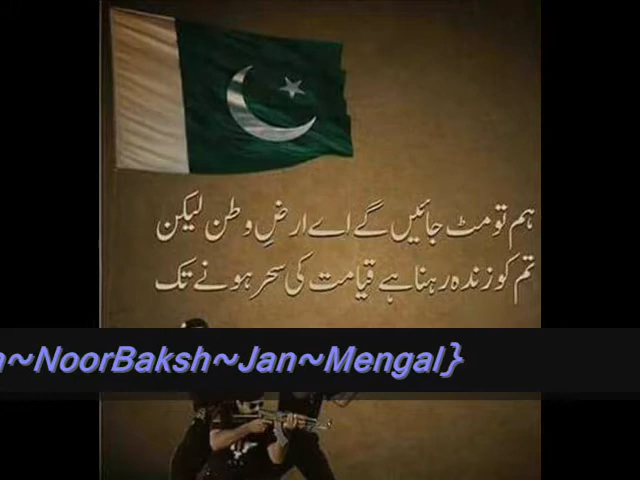 ہم تو مٹ جائیں گے اے ارضِ وطن لیکن
تم کو زندہ رہنا ہے قیامت کی سحر ہونے تک
~NoorBaksh~Jan~Mengal}